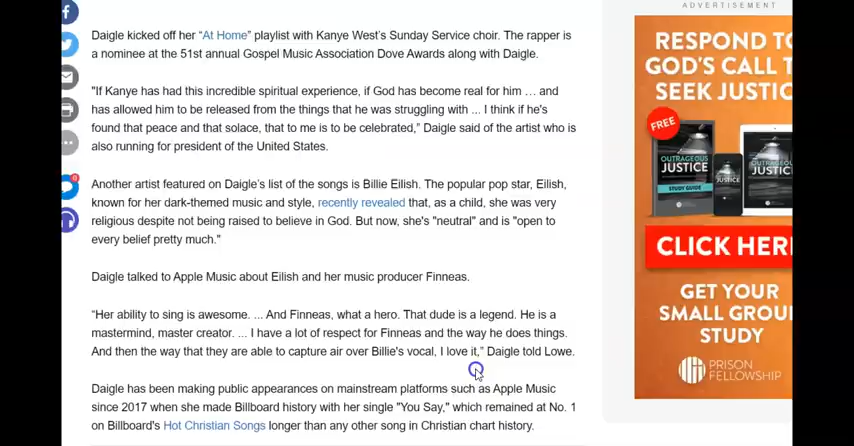 ADVERTISEMENT
Daigle kicked off her “At Home” playlist with Kanye West’s Sunday Service choir. The rapper is
a nominee at the 51st annual Gospel Music Association Dove Awards along with Daigle.
"If Kanye has had this incredible spiritual experience, if God has become real for him … and
has allowed him to be released from the things that he was struggling with ... I think if he's
found that peace and that solace, that to me is to be celebrated,” Daigle said of the artist who is
also running for president of the United States.
Another artist featured on Daigle’s list of the songs is Billie Eilish. The popular pop star, Eilish,
known for her dark-themed music and style, recently revealed that, as a child, she was very
religious despite not being raised to believe in God. But now, she's "neutral" and is "open to
every belief pretty much."
Daigle talked to Apple Music about Eilish and her music producer Finneas.
“Her ability to sing is awesome. ... And Finneas, what a hero. That dude is a legend. He is a
mastermind, master creator. ... I have a lot of respect for Finneas and the way he does things.
And then the way that they are able to capture air over Billie's vocal, I love it,” Daigle told Lowe.
Daigle has been making public appearances on mainstream platforms such as Apple Music
since 2017 when she made Billboard history with her single "You Say," which remained at No. 1
on Billboard's Hot Christian Songs longer than any other song in Christian chart history.
RESPOND TO
GOD'S CALL T
SEEK JUSTIC
FREE
OUTRAGEOUS
JUSTICE
STUDY GUIDE
OUTRAGEOUS
JUSTICE
CLICK HER
GET YOUR
SMALL GROU
STUDY
PRISON
FELLOWSHIP